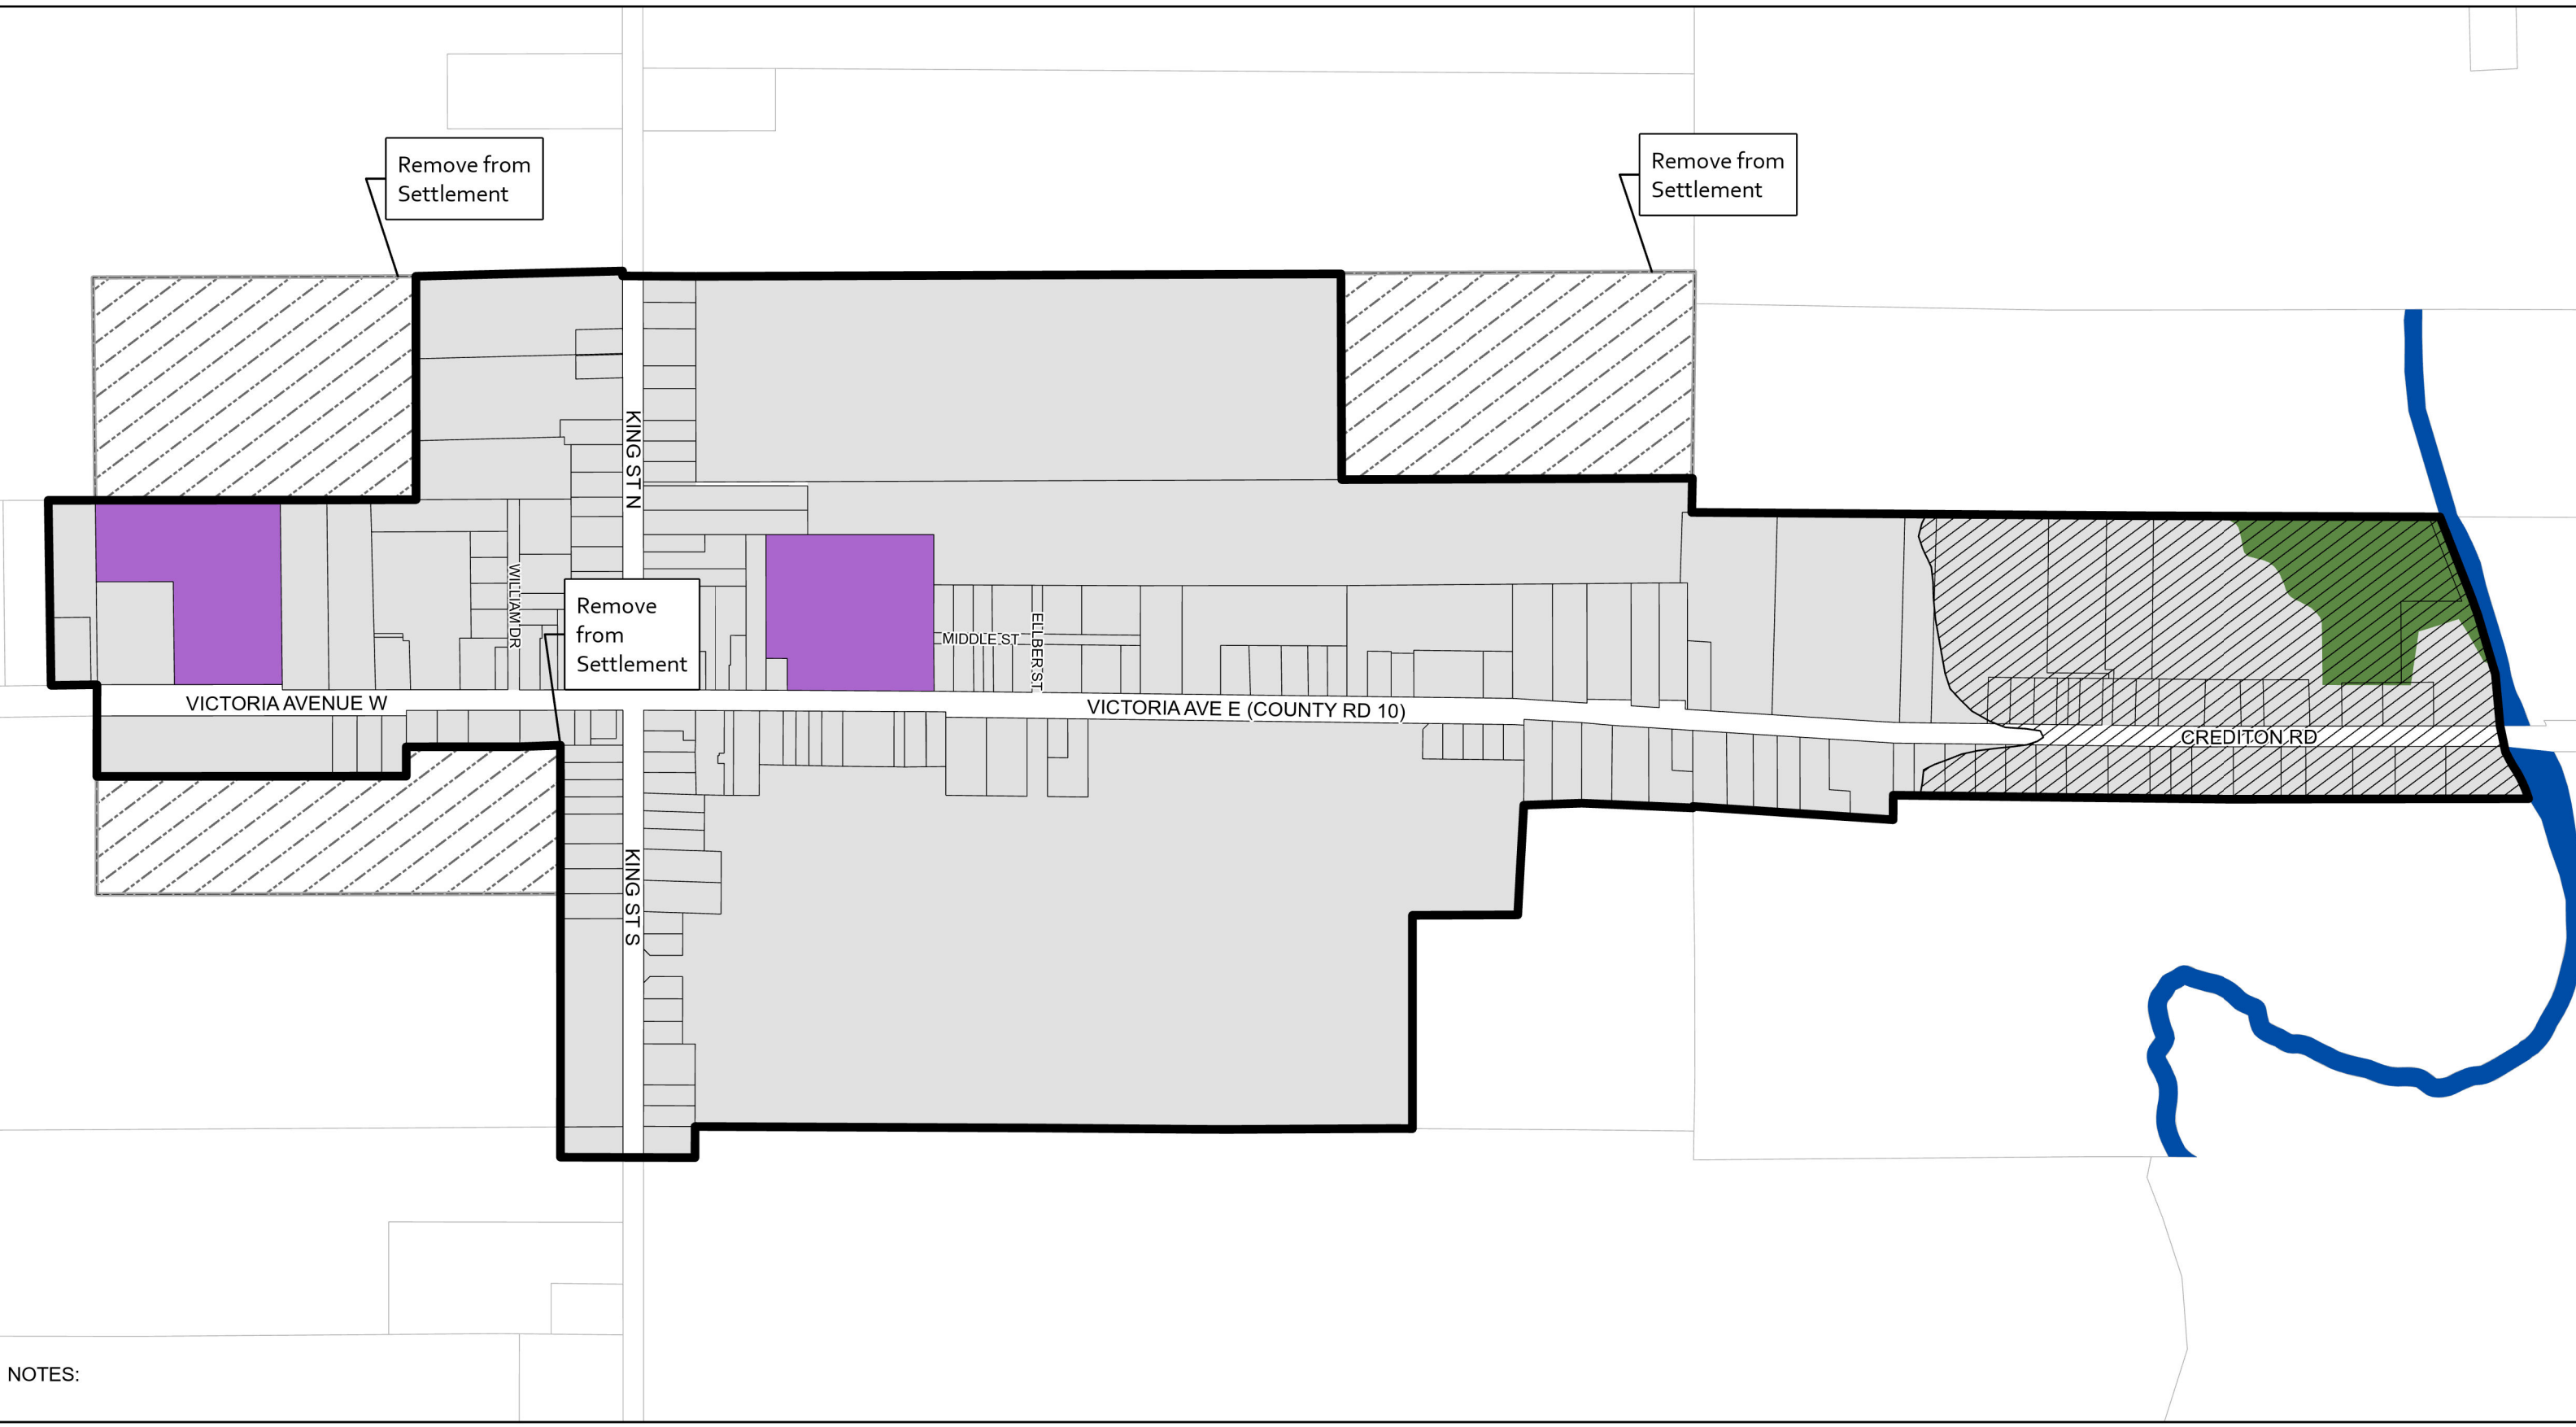 Remove from
Settlement
Remove from
Settlement
KING ST N
WILLIAM DR
Remove
from
Settlement
MIDDLE ST
ELLBER ST
VICTORIA AVENUE W
VICTORIA AVE E (COUNTY RD 10)
CREDITON RD
KING ST S
NOTES: